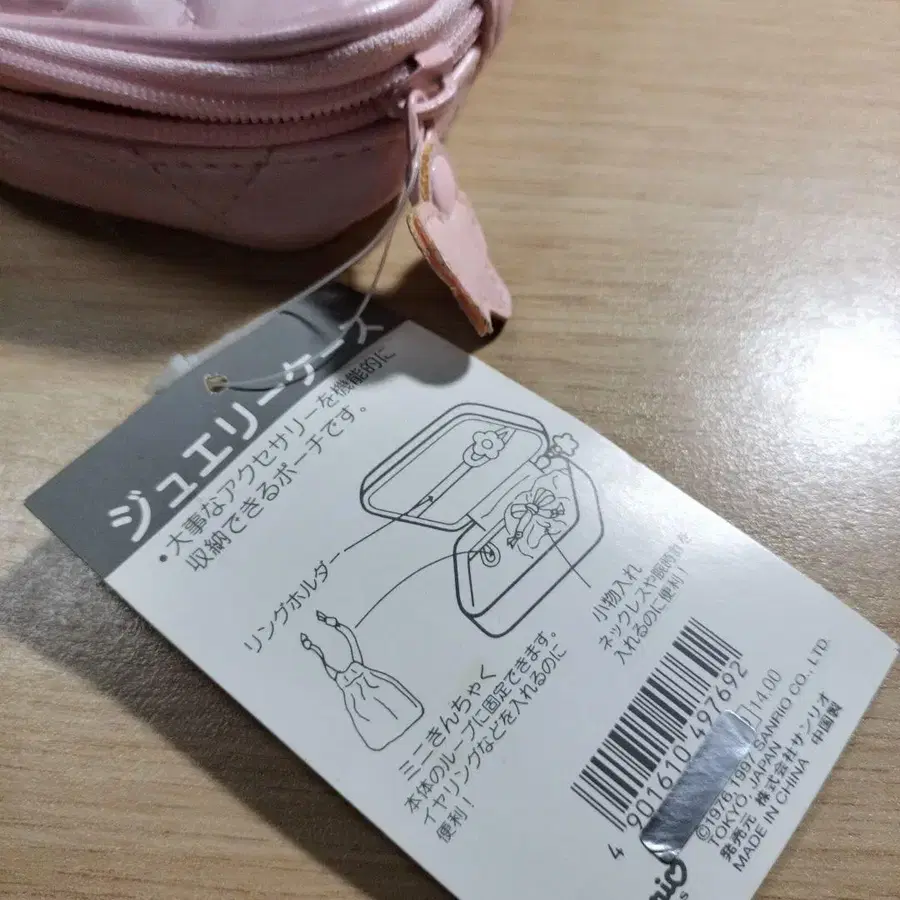 ジュエリーケース
・大事なアクセサリーを機能的に
収納できるポーチです。
リングホルダー
小物入れ
ネックレスや腕時計を
入れるのに便利!
ミニきんちゃく
本体のループに固定できます。
イヤリングなどを入れるのに
便利!
4 901610 497692
14.00
©1976,1997 SANRIO CO., LTD.
TOKYO, JAPAN
発売元 株式会社サンリオ
MADE IN CHINA 中国製